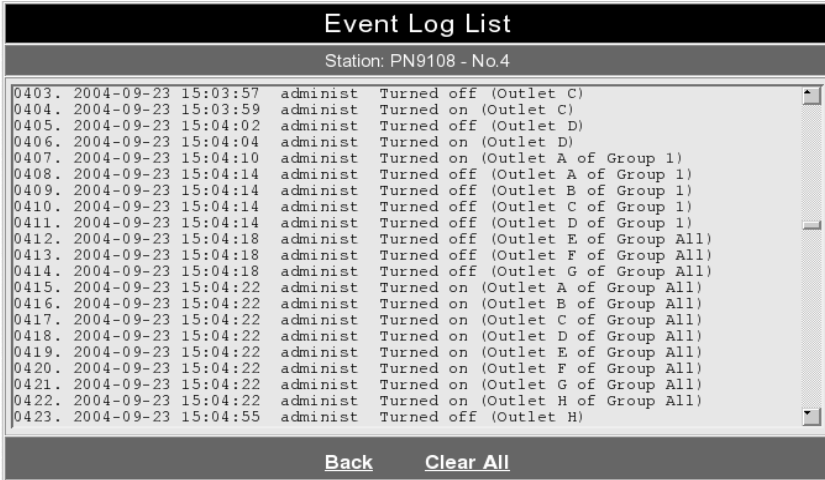 Event Log List
Station: PN9108 - No.4
0403. 2004-09-23 15:03:57 administ Turned off (Outlet C)
0404. 2004-09-23 15:03:59 administ Turned on (Outlet C)
0405. 2004-09-23 15:04:02 administ Turned off (Outlet D)
0406. 2004-09-23 15:04:04 administ Turned on (Outlet D)
0407. 2004-09-23 15:04:10 administ Turned on (Outlet A of Group 1)
0408. 2004-09-23 15:04:14 administ Turned off (Outlet A of Group 1)
0409. 2004-09-23 15:04:14 administ Turned off (Outlet B of Group 1)
0410. 2004-09-23 15:04:14 administ Turned off (Outlet C of Group 1)
0411. 2004-09-23 15:04:14 administ Turned off (Outlet D of Group 1)
0412. 2004-09-23 15:04:18 administ Turned off (Outlet E of Group All)
0413. 2004-09-23 15:04:18 administ Turned off (Outlet F of Group All)
0414. 2004-09-23 15:04:18 administ Turned off (Outlet G of Group All)
0415. 2004-09-23 15:04:22 administ Turned on (Outlet A of Group All)
0416. 2004-09-23 15:04:22 administ Turned on (Outlet B of Group All)
0417. 2004-09-23 15:04:22 administ Turned on (Outlet C of Group All)
0418. 2004-09-23 15:04:22 administ Turned on (Outlet D of Group All)
0419. 2004-09-23 15:04:22 administ Turned on (Outlet E of Group All)
0420. 2004-09-23 15:04:22 administ Turned on (Outlet F of Group All)
0421. 2004-09-23 15:04:22 administ Turned on (Outlet G of Group All)
0422. 2004-09-23 15:04:22 administ Turned on (Outlet H of Group All)
0423. 2004-09-23 15:04:55 administ Turned off (Outlet H)
Back Clear All